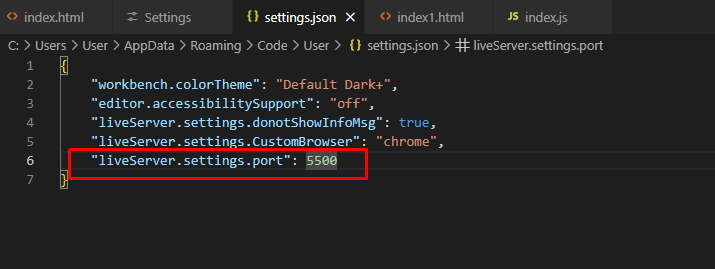 index.html Settings settings.json index1.html index.js
C: > Users > User > AppData > Roaming > Code > User > settings.json > liveServer.settings.port
1 {
2 "workbench.colorTheme": "Default Dark+",
3 "editor.accessibilitySupport": "off",
4 "liveServer.settings.donotShowInfoMsg": true,
5 "liveServer.settings.CustomBrowser": "chrome",
6 "liveServer.settings.port": 5500
7 }